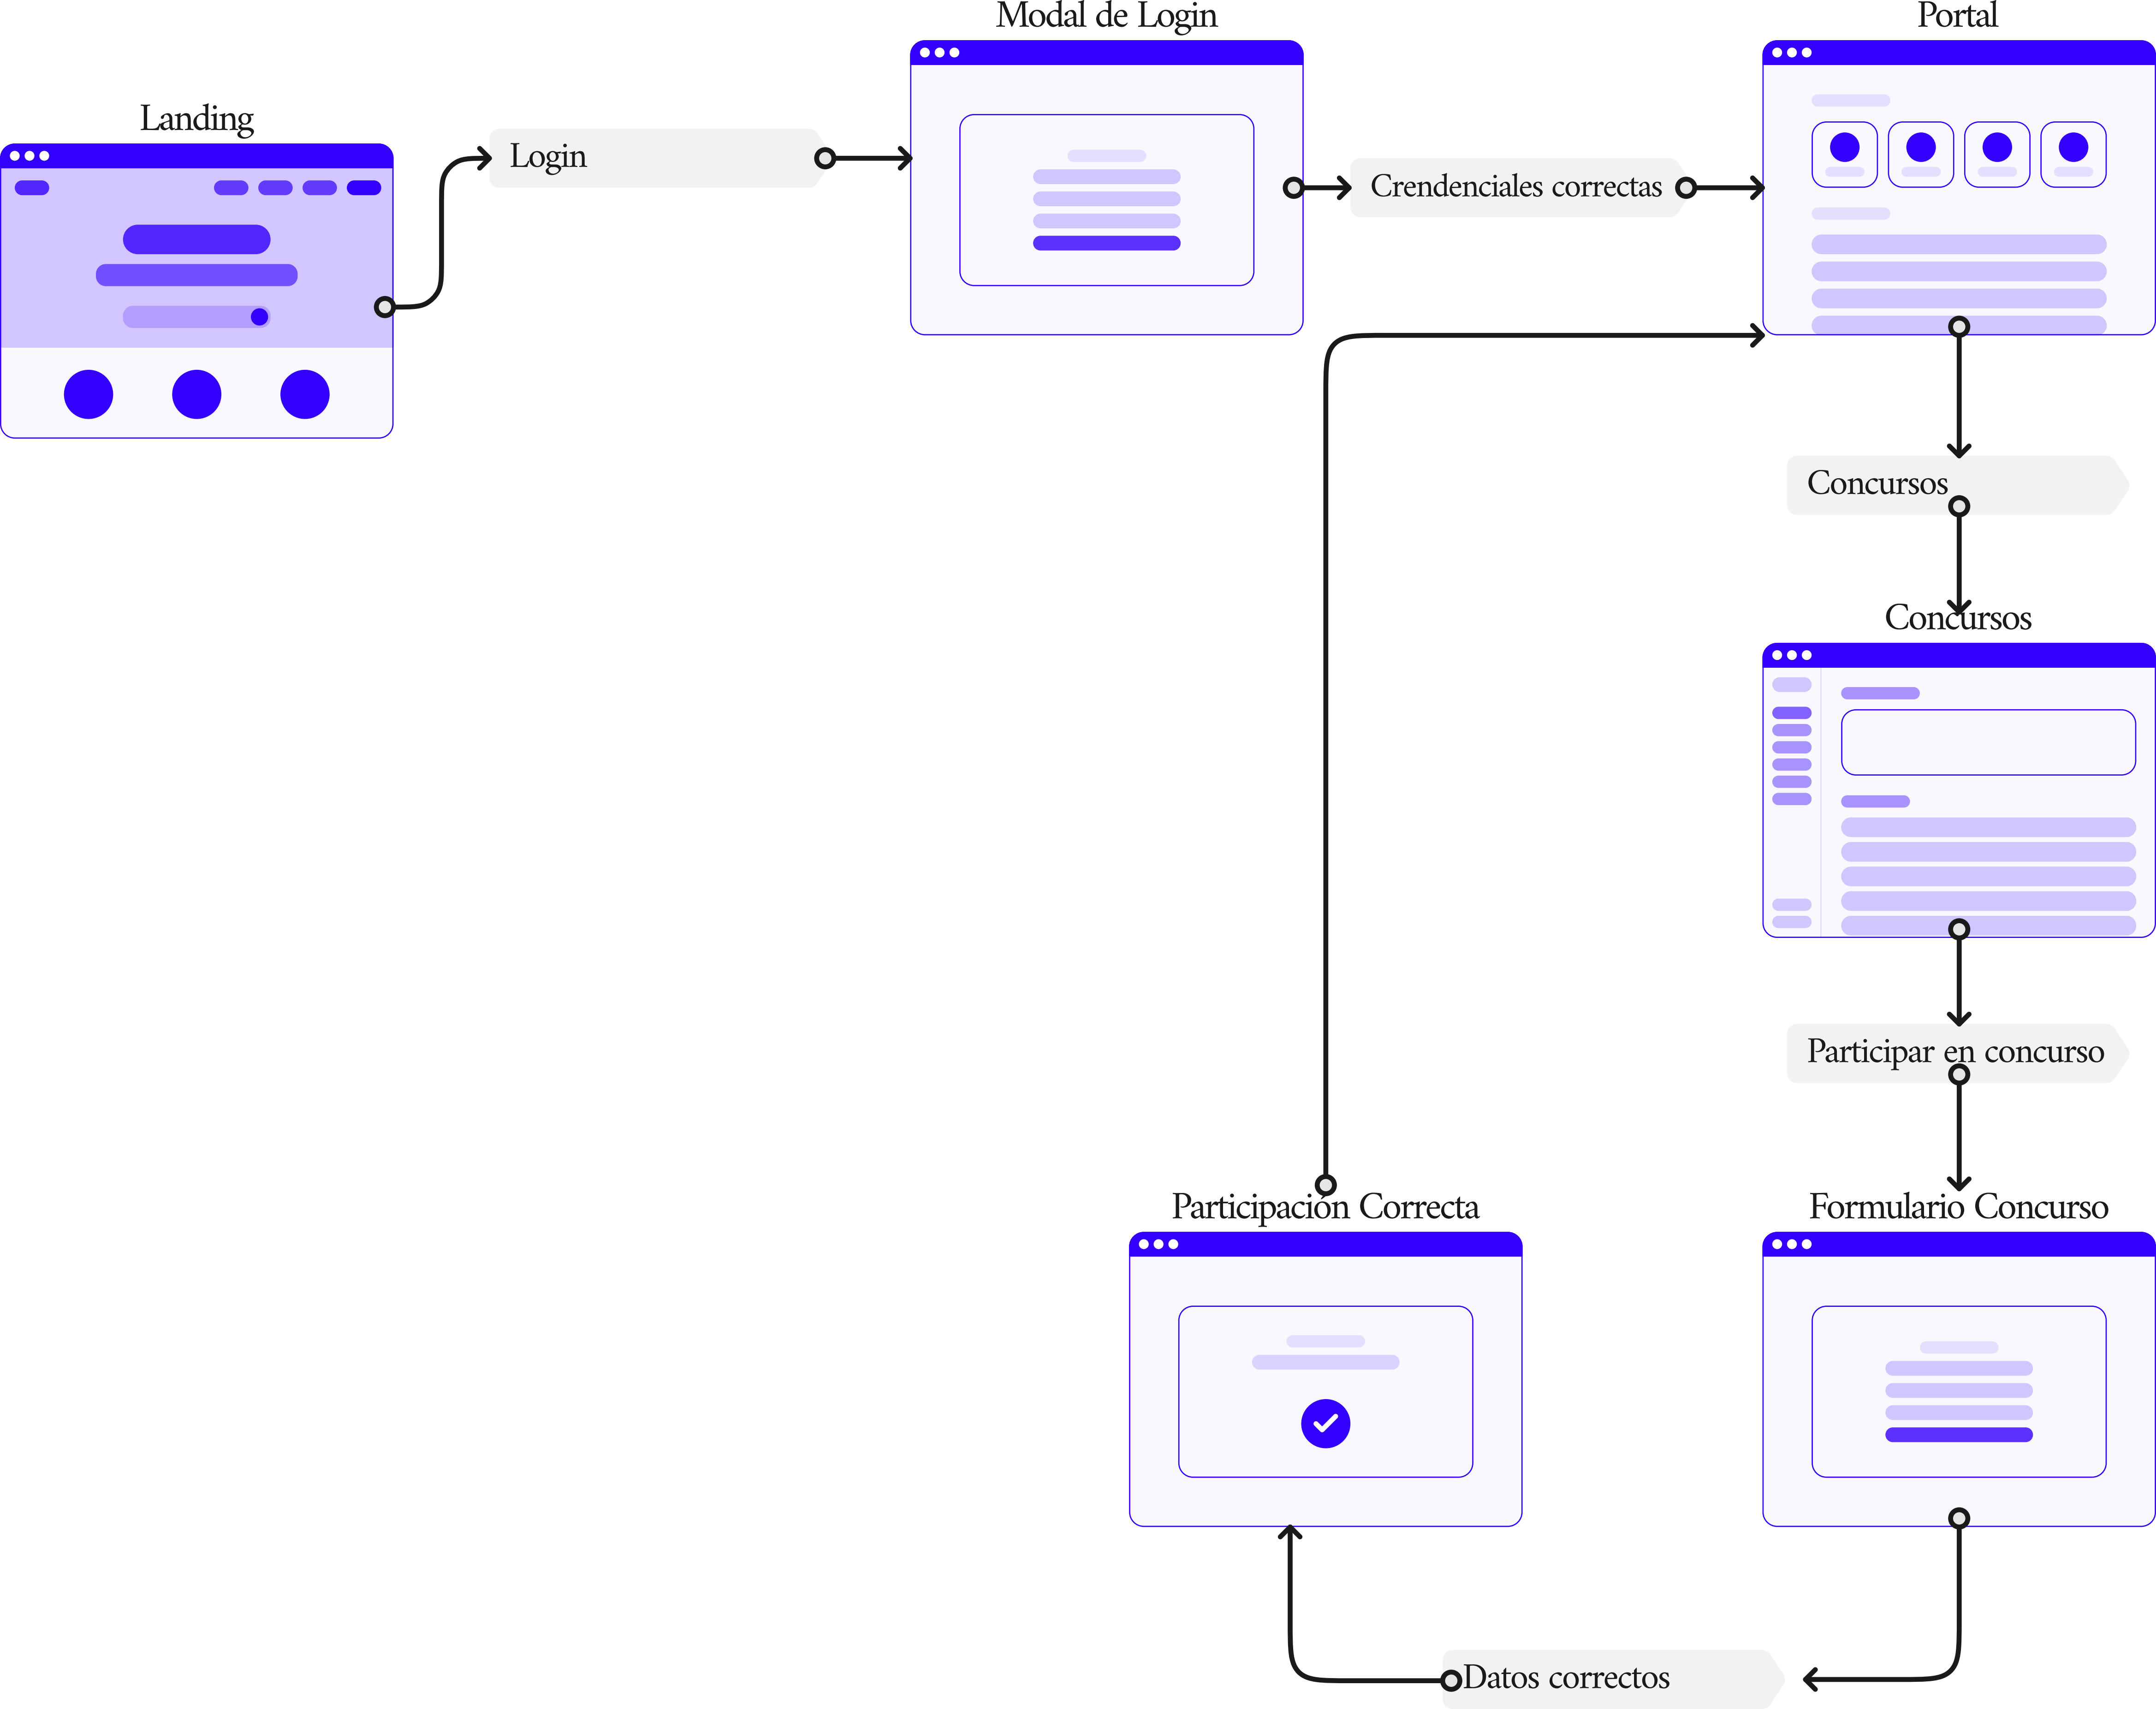 Modal de Login
Portal
Landing
Login
Crendenciales correctas
Concursos
Concursos
Participar en concurso
Participación Correcta
Formulario Concurso
Datos correctos